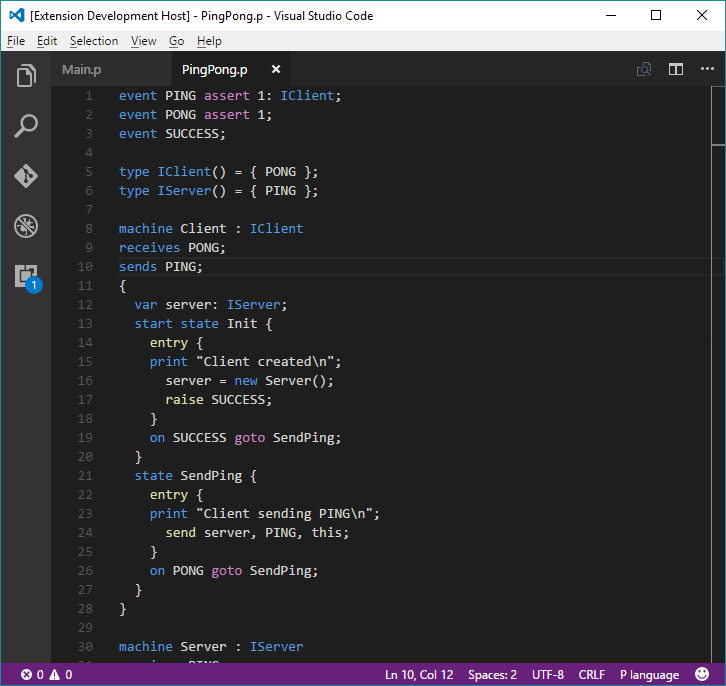 [Extension Development Host] - PingPong.p - Visual Studio Code
File Edit Selection View Go Help
Main.p PingPong.p
1 event PING assert 1: IClient;
2 event PONG assert 1;
3 event SUCCESS;
4
5 type IClient() = { PONG };
6 type IServer() = { PING };
7
8 machine Client : IClient
9 receives PONG;
10 sends PING;
11 {
12 var server: IServer;
13 start state Init {
14 entry {
15 print "Client created\n";
16 server = new Server();
17 raise SUCCESS;
18 }
19 on SUCCESS goto SendPing;
20 }
21 state SendPing {
22 entry {
23 print "Client sending PING\n";
24 send server, PING, this;
25 }
26 on PONG goto SendPing;
27 }
28 }
29
30 machine Server : IServer
1
0 0 Ln 10, Col 12 Spaces: 2 UTF-8 CRLF P language